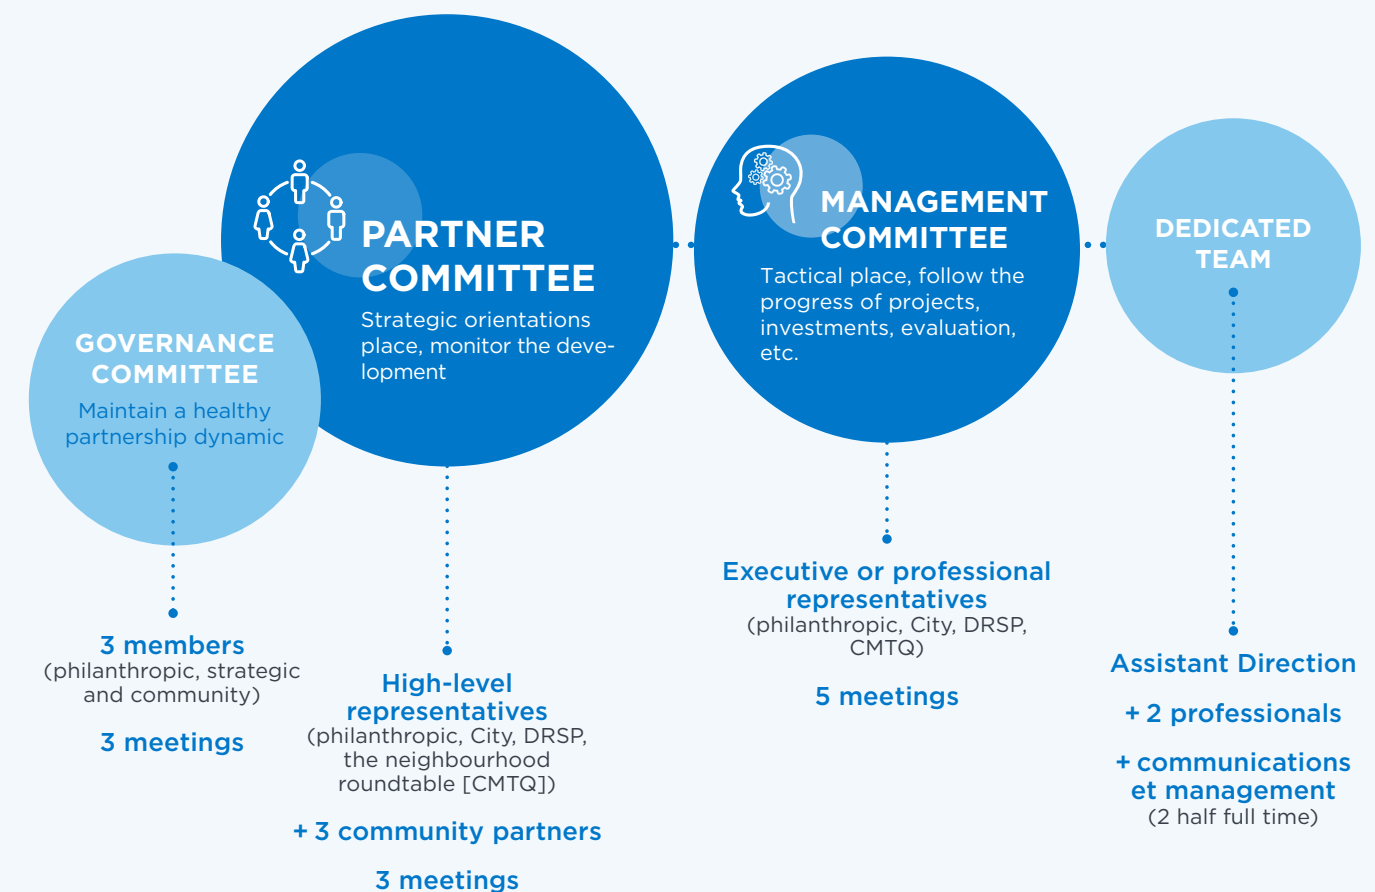 GOVERNANCE
COMMITTEE
Maintain a healthy
partnership dynamic
3 members
(philanthropic, strategic
and community)
3 meetings
PARTNER
COMMITTEE
Strategic orientations
place, monitor the deve-
lopment
High-level
representatives
(philanthropic, City, DRSP,
the neighbourhood
roundtable [CMTQ])
+ 3 community partners
3 meetings
MANAGEMENT
COMMITTEE
Tactical place, follow the
progress of projects,
investments, evaluation,
etc.
Executive or professional
representatives
(philanthropic, City, DRSP,
CMTQ)
5 meetings
DEDICATED
TEAM
Assistant Direction
+ 2 professionals
+ communications
et management
(2 half full time)